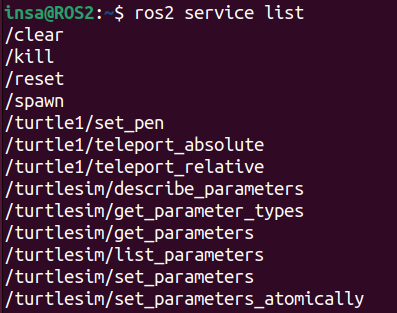 insa@ROS2:~$ ros2 service list
/clear
/kill
/reset
/spawn
/turtle1/set_pen
/turtle1/teleport_absolute
/turtle1/teleport_relative
/turtlesim/describe_parameters
/turtlesim/get_parameter_types
/turtlesim/get_parameters
/turtlesim/list_parameters
/turtlesim/set_parameters
/turtlesim/set_parameters_atomically